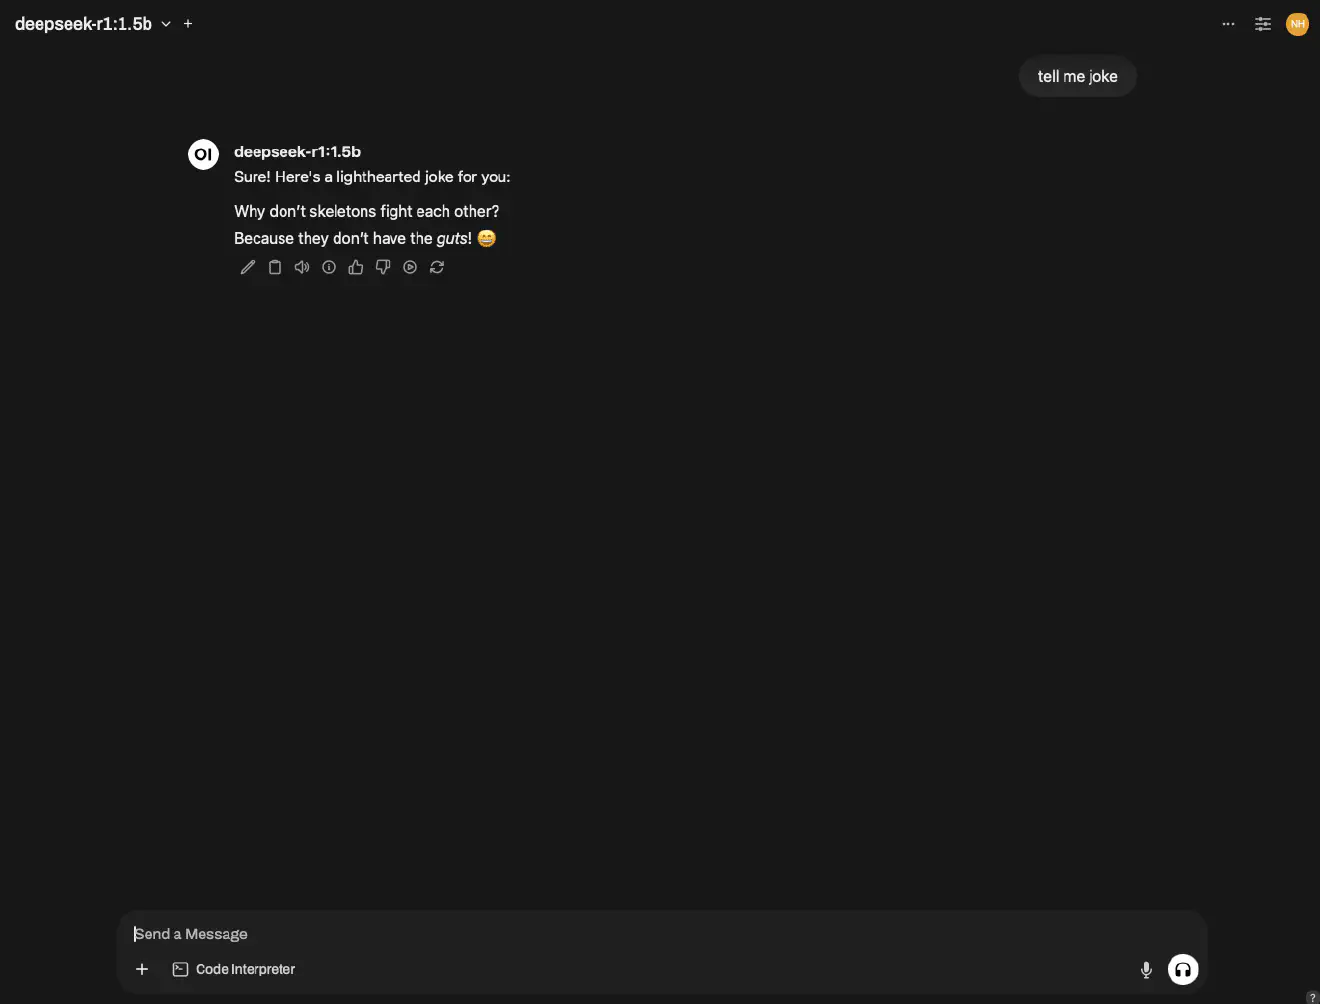 deepseek-r1:1.5b
NH
tell me joke
OI
deepseek-r1:1.5b
Sure! Here's a lighthearted joke for you:
Why don’t skeletons fight each other?
Because they don’t have the guts! 😄
Send a Message
Code Interpreter
?